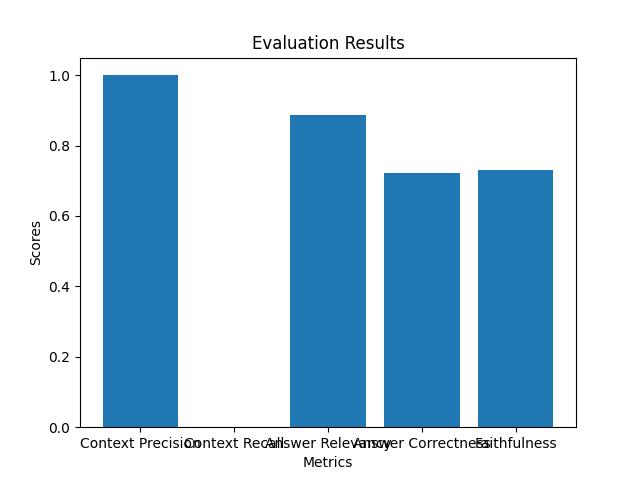 Evaluation Results
1.0
0.8
0.6
0.4
0.2
0.0
Scores
Context Precision Context Recall Answer Relevancy Answer Correctness Faithfulness
Metrics